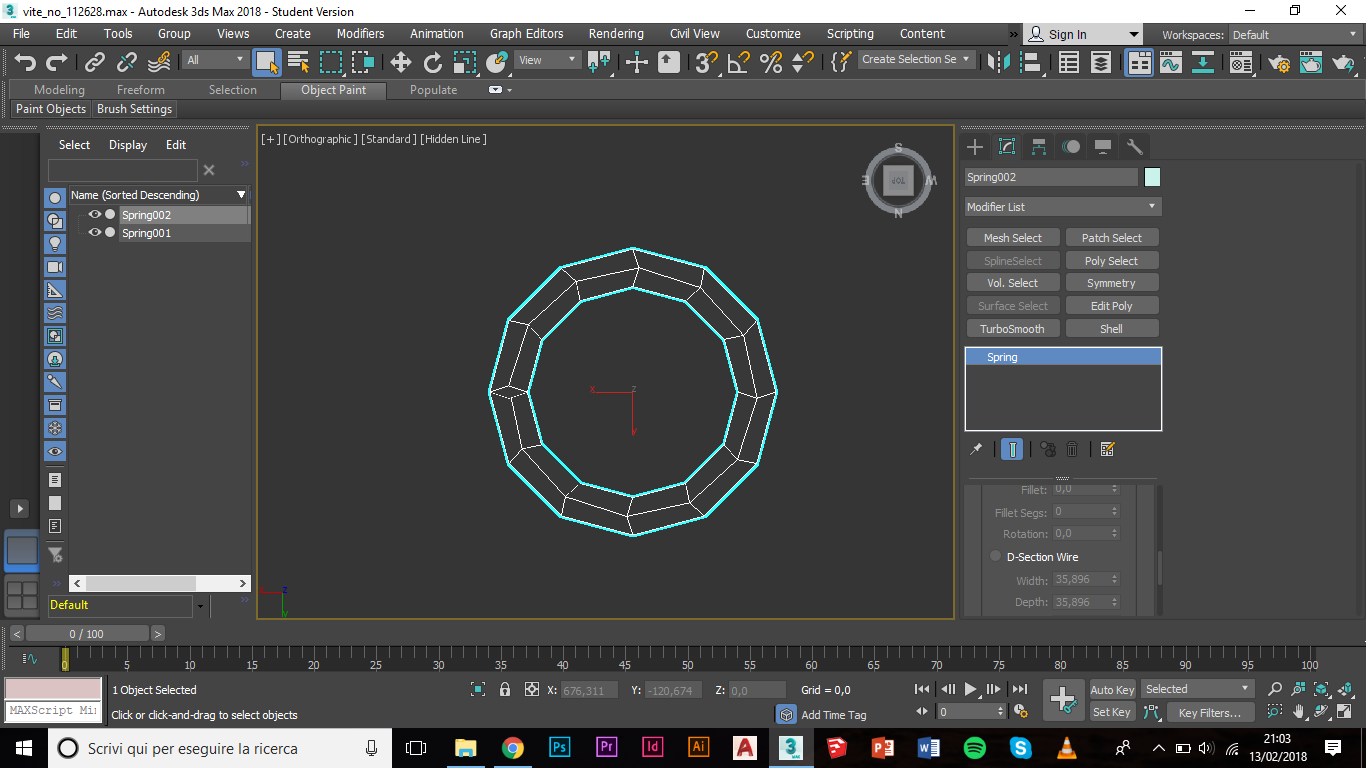 vite_no_112628.max - Autodesk 3ds Max 2018 - Student Version
File Edit Tools Group Views Create Modifiers Animation Graph Editors Rendering Civil View Customize Scripting Content » Sign In Workspaces: Default
All View Create Selection Se
Modeling Freeform Selection Object Paint Populate
Paint Objects Brush Settings
Select Display Edit
Name (Sorted Descending)
Spring002
Spring001
Default
[+] [Orthographic] [Standard] [Hidden Line]
S
E TOP W
N
x z
y
x z
y
Spring002
Modifier List
Mesh Select Patch Select
SplineSelect Poly Select
Vol. Select Symmetry
Surface Select Edit Poly
TurboSmooth Shell
Spring
Fillet: 0,0
Fillet Segs: 0
Rotation: 0,0
D-Section Wire
Width: 35,896
Depth: 35,896
< 0 / 100 >
0 5 10 15 20 25 30 35 40 45 50 55 60 65 70 75 80 85 90 95 100
1 Object Selected X: 676,311 Y: -120,674 Z: 0,0 Grid = 0,0 Auto Key Selected
MAXScript Mi Click or click-and-drag to select objects Add Time Tag 0 Set Key Key Filters...
Scrivi qui per eseguire la ricerca Ps Pr Id Ai A 3 MAX P W S 21:03
13/02/2018